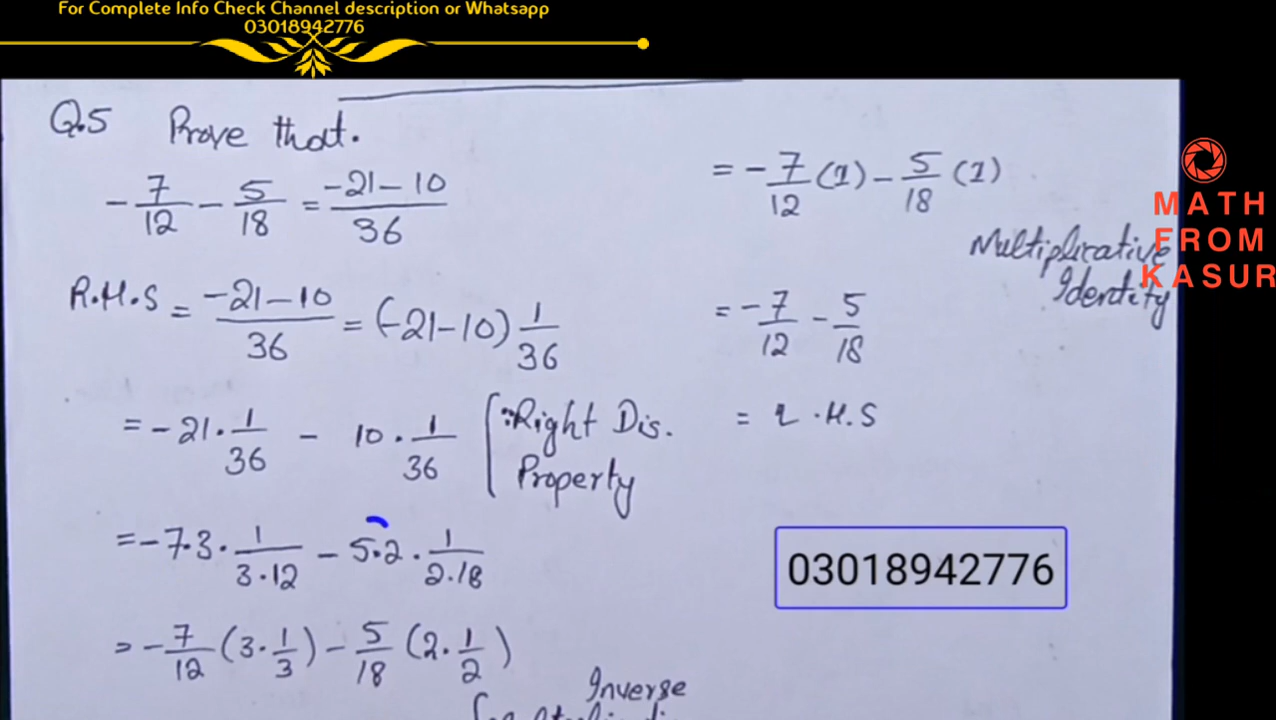 For Complete Info Check Channel description or Whatsapp
03018942776
Q.5 Prove that.
-7/12 - 5/18 = -21-10/36
R.H.S = -21-10/36 = (-21-10) 1/36
= -21.1/36 - 10.1/36 [∵Right Dis.
Property
= -7.3.1/3.12 - 5.2.1/2.18
= -7/12 (3.1/3) - 5/18 (2.1/2)
Inverse
= -7/12 (1) - 5/18 (1)
Multiplicative
Identity
= -7/12 - 5/18
= L.H.S
MATH
FROM
KASUR
03018942776